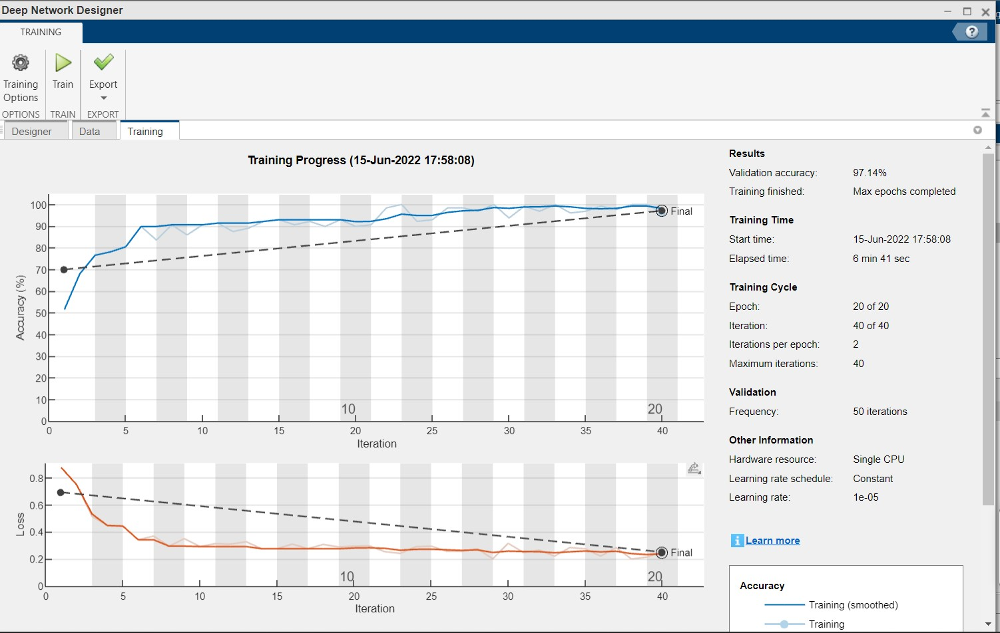 Deep Network Designer
TRAINING
?
Training
Options
Train
Export
OPTIONS
TRAIN
EXPORT
Designer
Data
Training
Training Progress (15-Jun-2022 17:58:08)
100
90
80
70
60
50
40
30
20
10
0
Accuracy (%)
Final
10
20
0
5
10
15
20
25
30
35
40
Iteration
0.8
0.6
0.4
0.2
0
Loss
Final
10
20
0
5
10
15
20
25
30
35
40
Iteration
Results
Validation accuracy: 97.14%
Training finished: Max epochs completed
Training Time
Start time: 15-Jun-2022 17:58:08
Elapsed time: 6 min 41 sec
Training Cycle
Epoch: 20 of 20
Iteration: 40 of 40
Iterations per epoch: 2
Maximum iterations: 40
Validation
Frequency: 50 iterations
Other Information
Hardware resource: Single CPU
Learning rate schedule: Constant
Learning rate: 1e-05
i Learn more
Accuracy
Training (smoothed)
Training